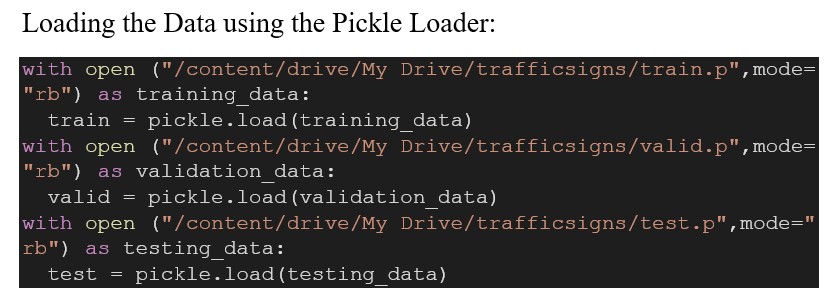 Loading the Data using the Pickle Loader:
with open ("/content/drive/My Drive/trafficsigns/train.p",mode=
"rb") as training_data:
  train = pickle.load(training_data)
with open ("/content/drive/My Drive/trafficsigns/valid.p",mode=
"rb") as validation_data:
  valid = pickle.load(validation_data)
with open ("/content/drive/My Drive/trafficsigns/test.p",mode="
rb") as testing_data:
  test = pickle.load(testing_data)